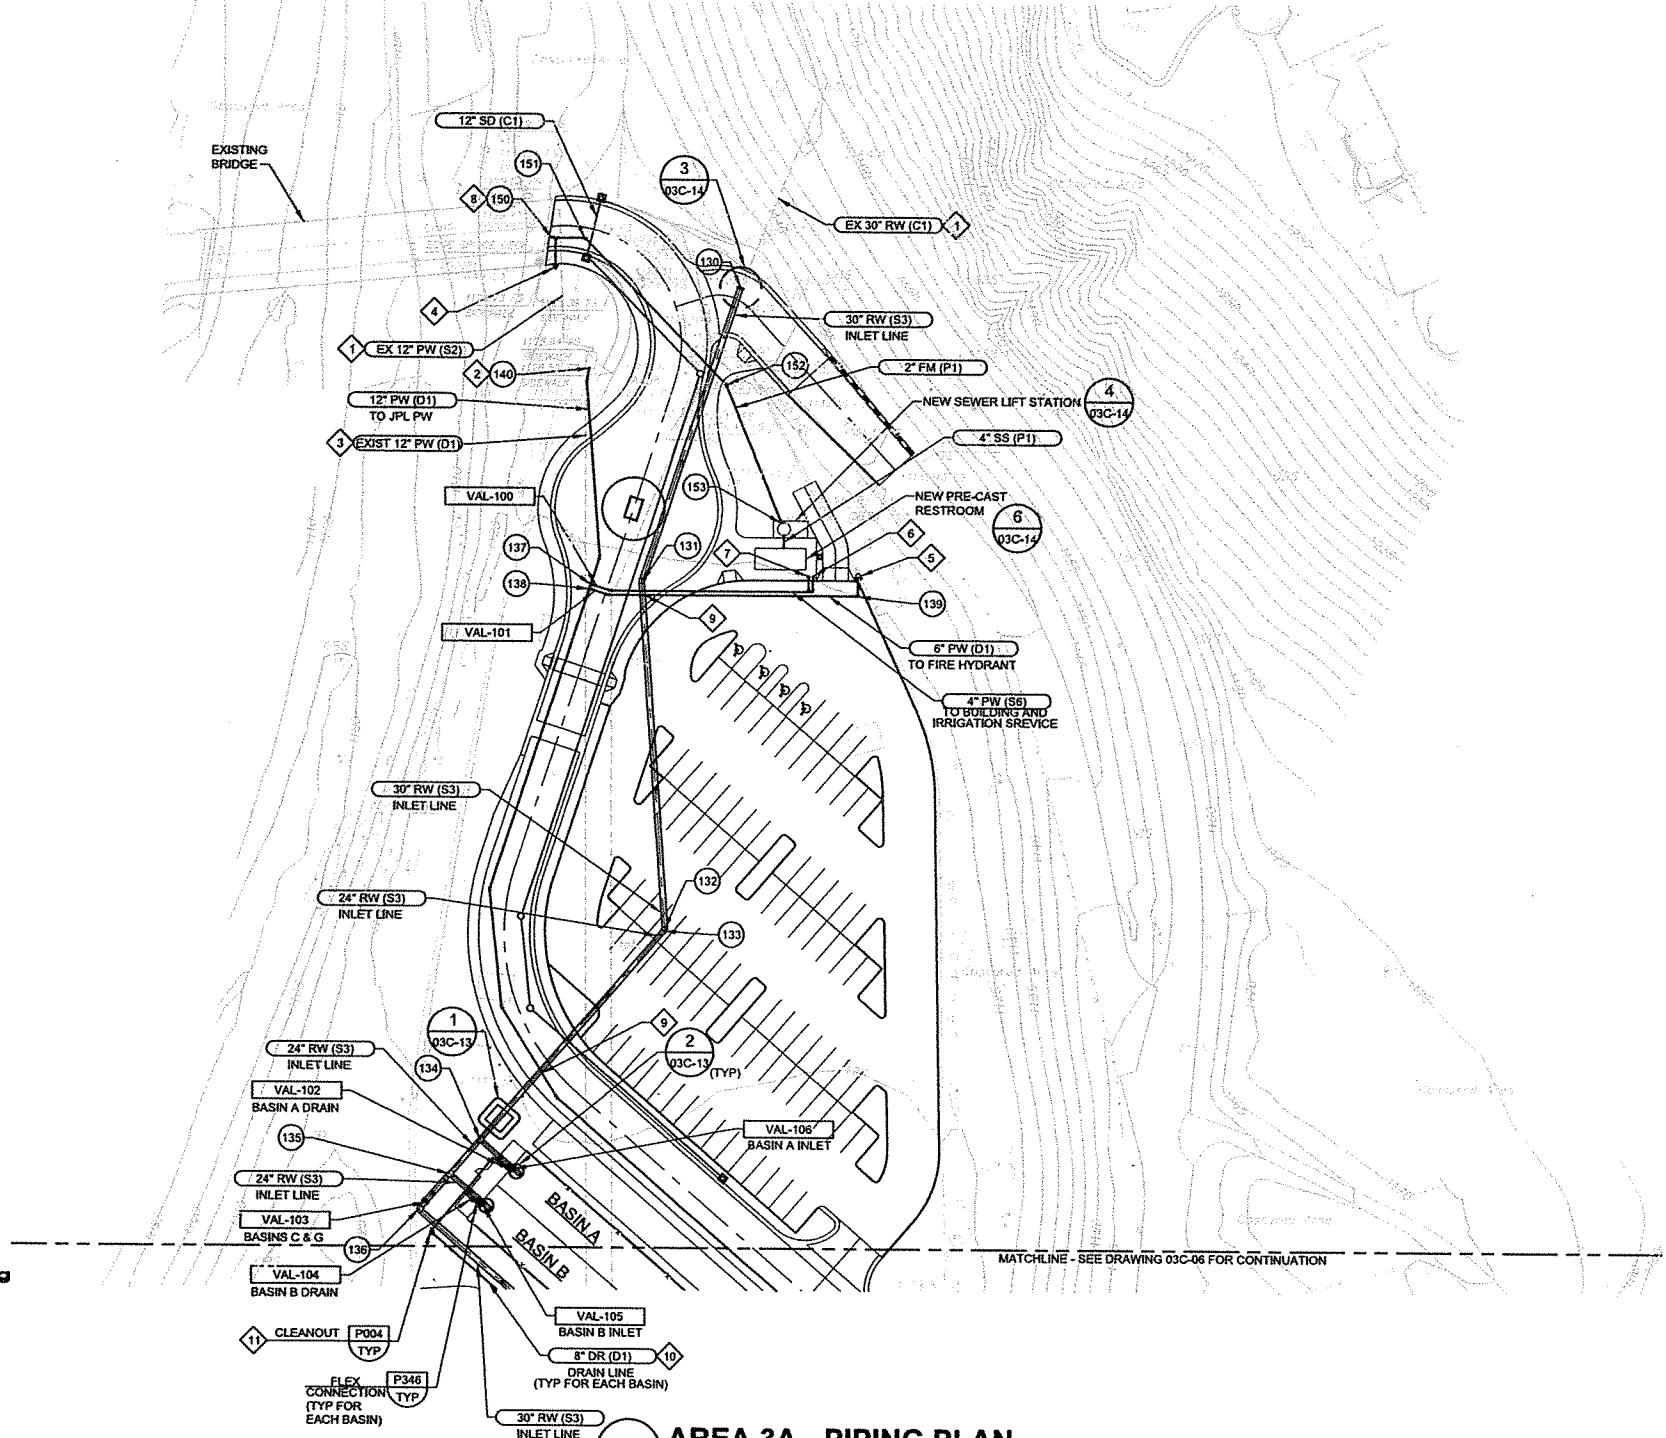 12" SD (C1)
EXISTING
BRIDGE
151
3
03C-14
8
150
EX 30" RW (C1)
1
130
4
30" RW (S3)
INLET LINE
1
EX 12" PW (S2)
2
140
152
2" FM (P1)
12" PW (D1)
TO JPL PW
NEW SEWER LIFT STATION
4
03C-14
3
EXIST 12" PW (D1)
4" SS (P1)
SIDEWALK
153
VAL-100
NEW PRE-CAST
RESTROOM
6
03C-14
6
137
131
7
5
138
139
9
VAL-101
6" PW (D1)
TO FIRE HYDRANT
4" PW (S6)
TO BUILDING AND
IRRIGATION SREVICE
30" RW (S3)
INLET LINE
132
24" RW (S3)
INLET LINE
133
1
03C-13
9
2
03C-13
(TYP)
24" RW (S3)
INLET LINE
134
VAL-102
BASIN A DRAIN
VAL-106
BASIN A INLET
135
24" RW (S3)
INLET LINE
BASIN A
VAL-103
BASINS C & G
BASIN B
136
MATCHLINE - SEE DRAWING 03C-06 FOR CONTINUATION
g
VAL-104
BASIN B DRAIN
VAL-105
BASIN B INLET
11
CLEANOUT
P004
TYP
8" DR (D1)
10
DRAIN LINE
(TYP FOR EACH BASIN)
FLEX
CONNECTION
(TYP FOR
EACH BASIN)
P346
TYP
30" RW (S3)
INLET LINE
AREA 3A - PIPING PLAN